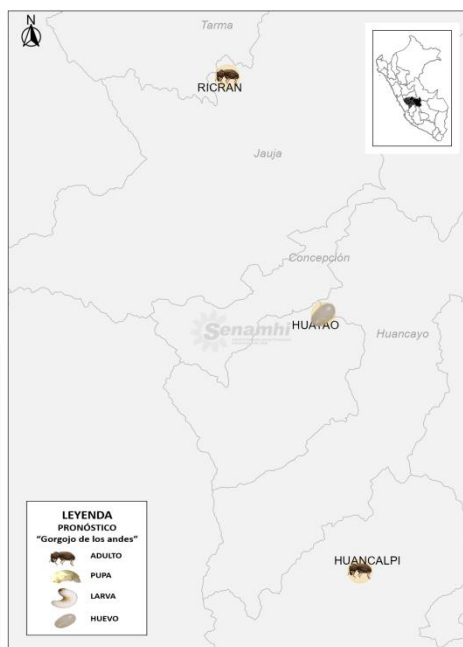 N
Tarma
RICRAN
Jauja
Concepción
Senamhi
HUAYAO
Huancayo
HUANCALPI
LEYENDA
PRONÓSTICO
"Gorgojo de los andes"
ADULTO
PUPA
LARVA
HUEVO